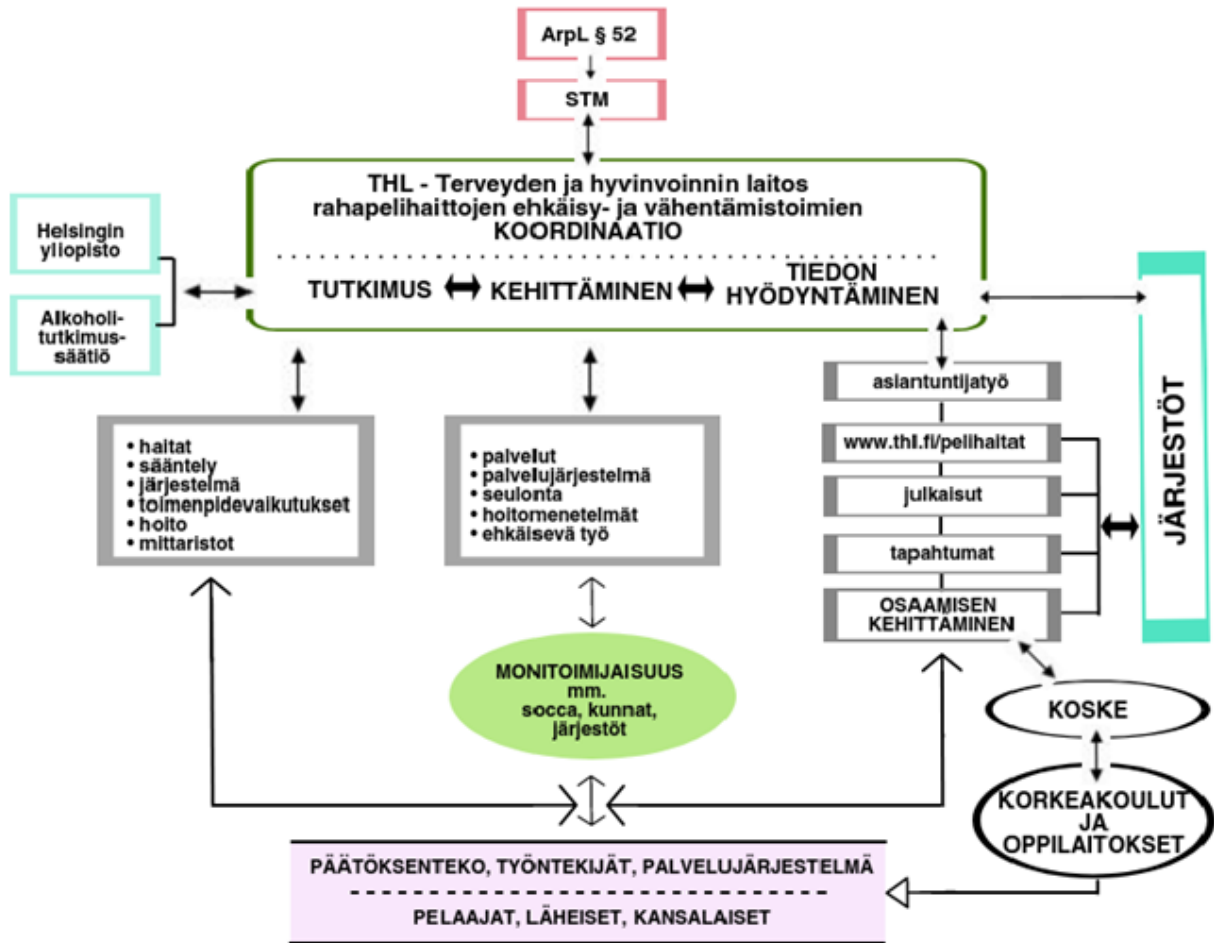 ArpL § 52
STM
THL - Terveyden ja hyvinvoinnin laitos
rahapelihaittojen ehkäisy- ja vähentämistoimien
KOORDINAATIO
TUTKIMUS
KEHITTÄMINEN
TIEDON
HYÖDYNTÄMINEN
Helsingin
yliopisto
Alkoholi-
tutkimus-
säätiö
• haitat
• sääntely
• järjestelmä
• toimenpidevaikutukset
• hoito
• mittaristot
• palvelut
• palvelujärjestelmä
• seulonta
• hoitomenetelmät
• ehkäisevä työ
asiantuntijatyö
www.thl.fi/pelihaitat
julkaisut
tapahtumat
OSAAMISEN
KEHITTÄMINEN
JÄRJESTÖT
MONITOIMIJAISUUS
mm.
socca, kunnat,
järjestöt
KOSKE
KORKEAKOULUT
JA
OPPILAITOKSET
PÄÄTÖKSENTEKO, TYÖNTEKIJÄT, PALVELUJÄRJESTELMÄ
PELAAJAT, LÄHEISET, KANSALAISET